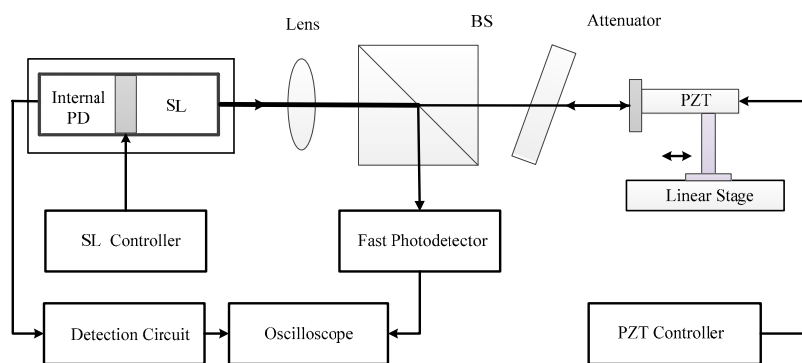 Lens
BS
Attenuator
Internal
PD
SL
PZT
Linear Stage
SL Controller
Fast Photodetector
Detection Circuit
Oscilloscope
PZT Controller